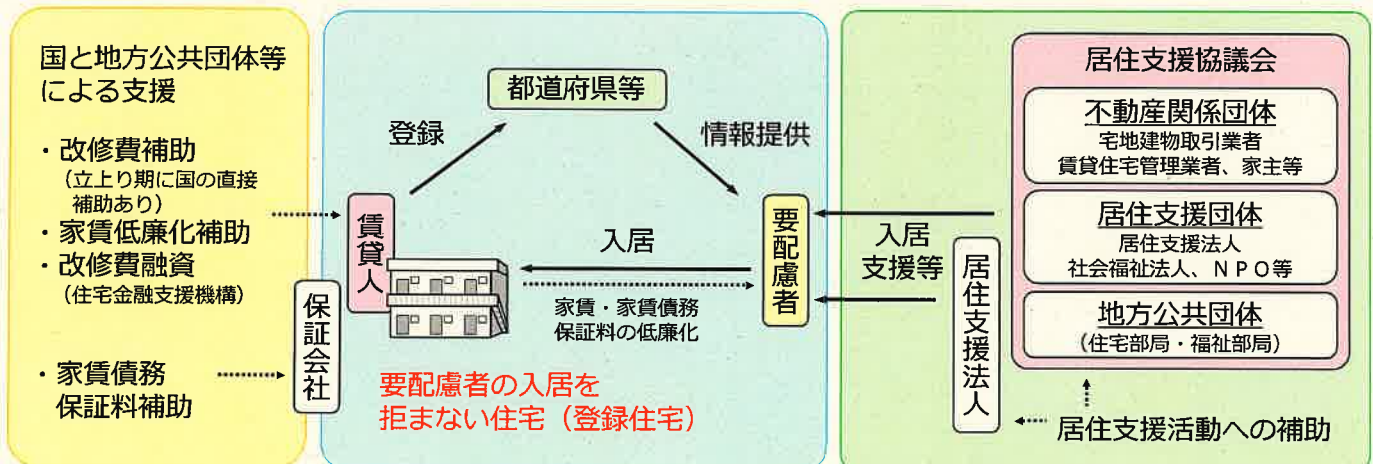 国と地方公共団体等
による支援
・改修費補助
（立上り期に国の直接
補助あり）
・家賃低廉化補助
・改修費融資
（住宅金融支援機構）
・家賃債務
保証料補助
保証会社
都道府県等
登録
情報提供
賃貸人
入居
家賃・家賃債務
保証料の低廉化
要配慮者
要配慮者の入居を
拒まない住宅（登録住宅）
入居
支援等
居住支援法人
居住支援協議会
不動産関係団体
宅地建物取引業者
賃貸住宅管理業者、家主等
居住支援団体
居住支援法人
社会福祉法人、ＮＰＯ等
地方公共団体
（住宅部局・福祉部局）
居住支援活動への補助